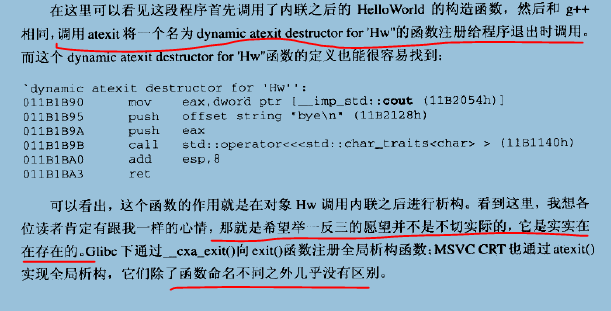 在这里可以看见这段程序首先调用了内联之后的 HelloWorld 的构造函数，然后和 g++
相同，调用 atexit 将一个名为 dynamic atexit destructor for 'Hw''的函数注册给程序退出时调用。
而这个 dynamic atexit destructor for 'Hw''函数的定义也能很容易找到：
`dynamic atexit destructor for 'Hw'':
011B1B90 mov eax,dword ptr [__imp_std::cout (11B2054h)]
011B1B95 push offset string "bye\n" (11B2128h)
011B1B9A push eax
011B1B9B call std::operator<<<std::char_traits<char> > (11B1140h)
011B1BA0 add esp,8
011B1BA3 ret
可以看出，这个函数的作用就是在对象 Hw 调用内联之后进行析构。看到这里，我想各
位读者肯定有跟我一样的心情，那就是希望举一反三的愿望并不是不切实际的，它是实实在
在存在的。Glibc 下通过__cxa_exit()向 exit()函数注册全局析构函数；MSVC CRT 也通过 atexit()
实现全局析构，它们除了函数命名不同之外几乎没有区别。